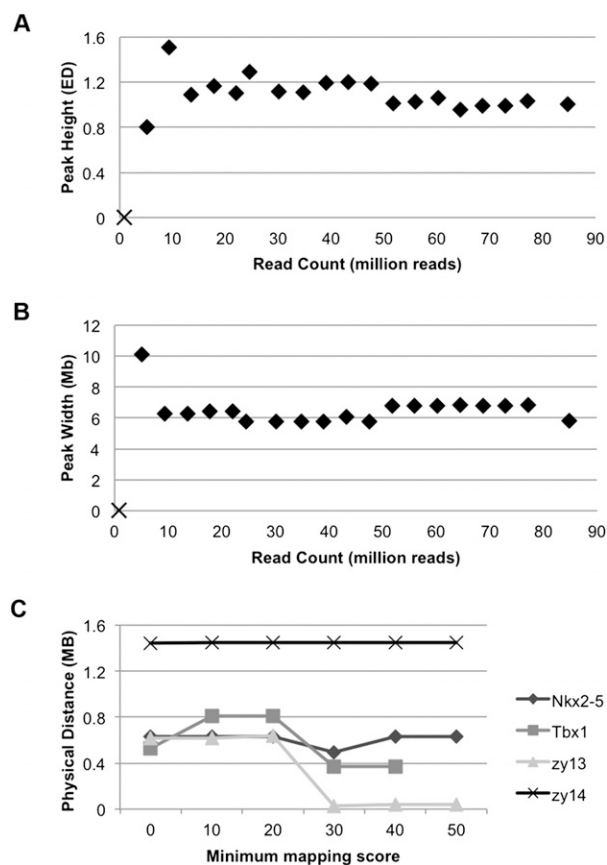 A
1.6
1.2
0.8
0.4
0
Peak Height (ED)
0 10 20 30 40 50 60 70 80 90
Read Count (million reads)
B
12
10
8
6
4
2
0
Peak Width (Mb)
0 10 20 30 40 50 60 70 80 90
Read Count (million reads)
C
1.6
1.2
0.8
0.4
0
Physical Distance (MB)
0 10 20 30 40 50
Minimum mapping score
Nkx2-5
Tbx1
zy13
zy14